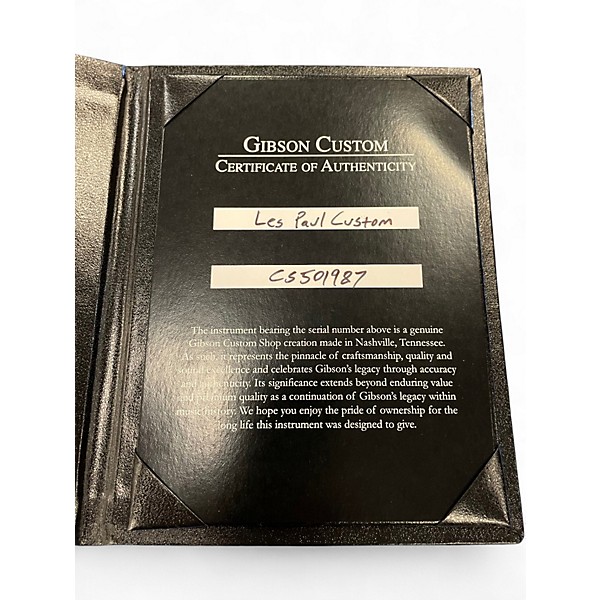 GIBSON CUSTOM
CERTIFICATE OF AUTHENTICITY
Les Paul Custom
CS501987
The instrument bearing the serial number above is a genuine
Gibson Custom Shop creation made in Nashville, Tennessee.
As such, it represents the pinnacle of craftsmanship, quality and
excellence and celebrates Gibson's legacy through accuracy
and authenticity. Its significance extends beyond enduring value
and premium quality as a continuation of Gibson's legacy within
music history. We hope you enjoy the pride of ownership for the
long life this instrument was designed to give.